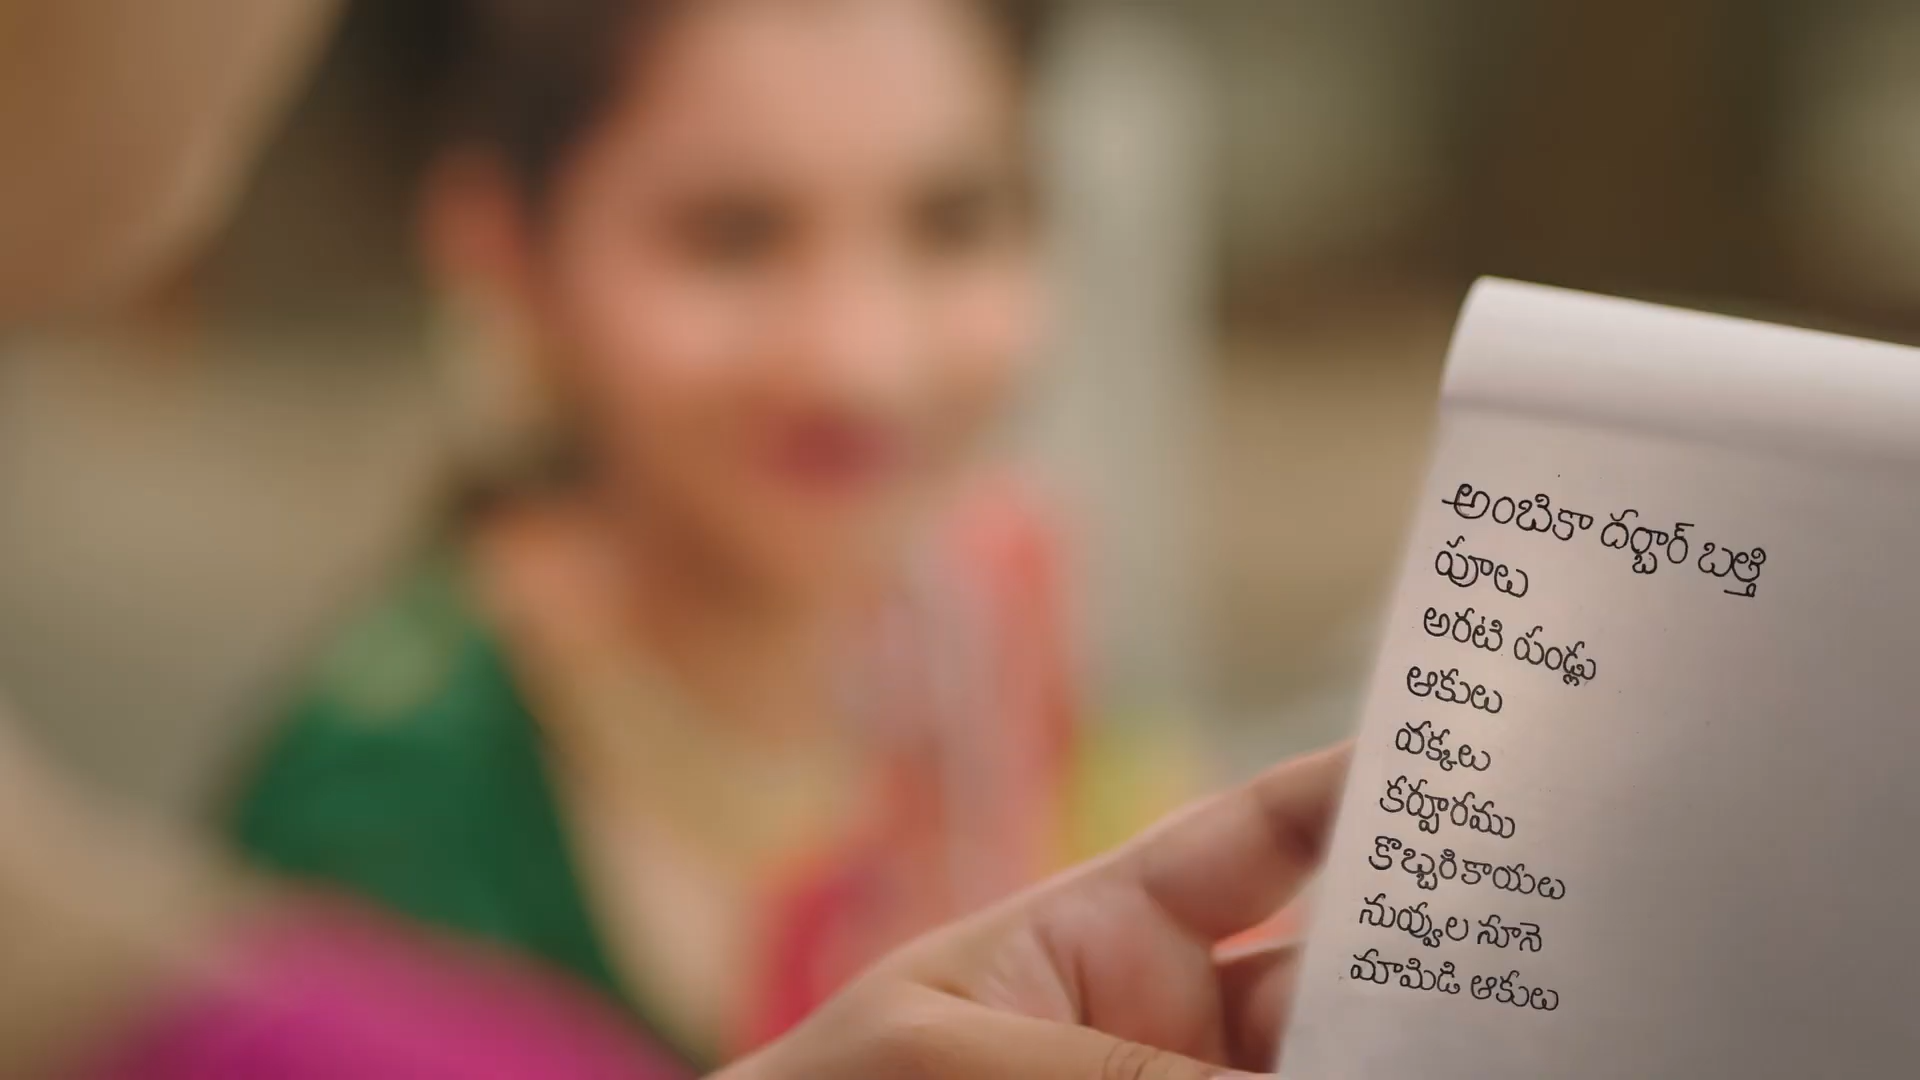 అంబికా దర్బార్ బత్తి
పూలు
అరటి పండ్లు
ఆకులు
వక్కలు
కర్పూరము
కొబ్బరికాయలు
నువ్వుల నూనె
మామిడి ఆకులు